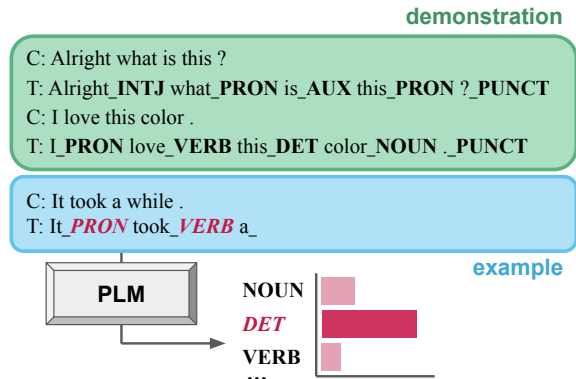 demonstration
C: Alright what is this ?
T: Alright_INTJ what_PRON is_AUX this_PRON ?_PUNCT
C: I love this color .
T: I_PRON love_VERB this_DET color_NOUN ._PUNCT
C: It took a while .
T: It_PRON took_VERB a_
example
PLM
NOUN
DET
VERB
...